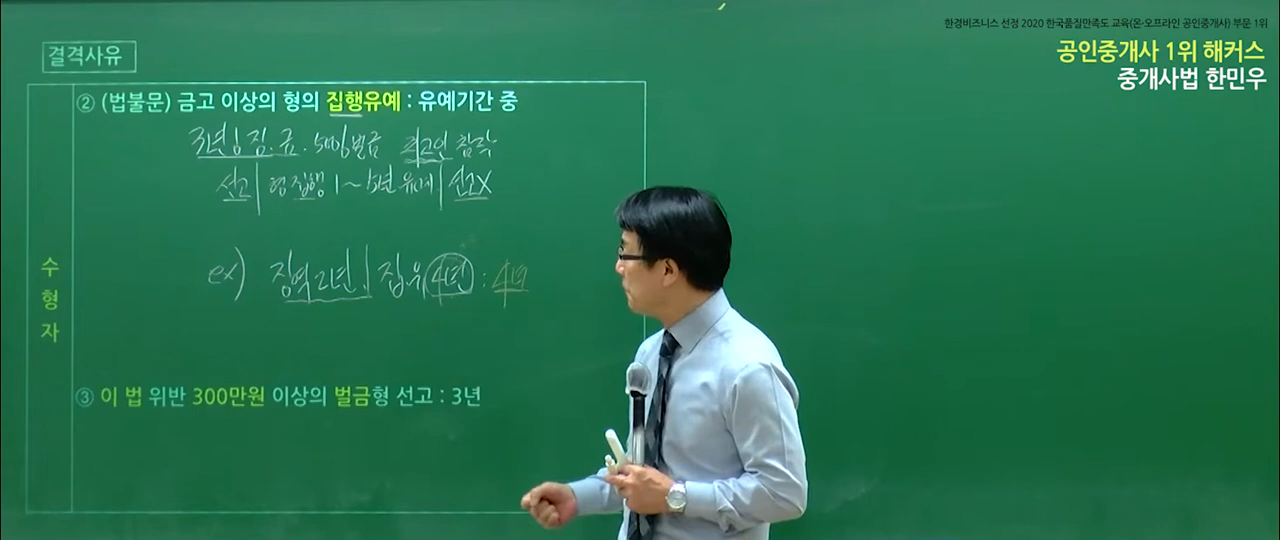 한경비즈니스 선정 2020 한국품질만족도 교육(온·오프라인 공인중개사) 부문 1위
공인중개사 1위 해커스
중개사법 한민우
결격사유
수형자
② (법불문) 금고 이상의 형의 집행유예 : 유예기간 중
3년↓ 징.금. 500↓벌금 참작
선고 | 형집행 1~5년 유예 | 선고X
ex) 징역2년 | 집.유 4년 : 4년
③ 이 법 위반 300만원 이상의 벌금형 선고 : 3년